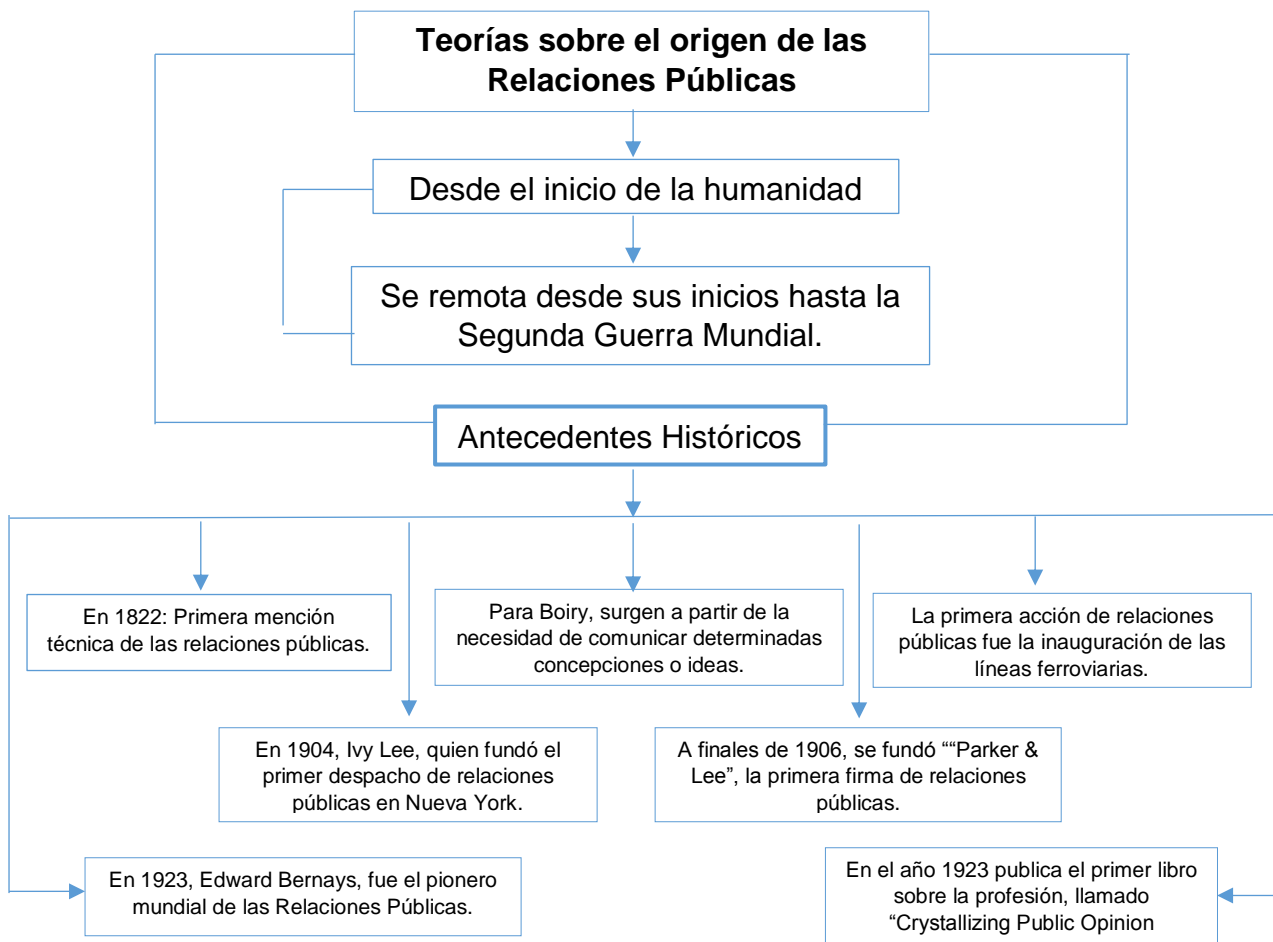 Teorías sobre el origen de las
Relaciones Públicas
Desde el inicio de la humanidad
Se remota desde sus inicios hasta la
Segunda Guerra Mundial.
Antecedentes Históricos
En 1822: Primera mención
técnica de las relaciones públicas.
Para Boiry, surgen a partir de la
necesidad de comunicar determinadas
concepciones o ideas.
La primera acción de relaciones
públicas fue la inauguración de las
líneas ferroviarias.
En 1904, Ivy Lee, quien fundó el
primer despacho de relaciones
públicas en Nueva York.
A finales de 1906, se fundó ““Parker &
Lee”, la primera firma de relaciones
públicas.
En 1923, Edward Bernays, fue el pionero
mundial de las Relaciones Públicas.
En el año 1923 publica el primer libro
sobre la profesión, llamado
“Crystallizing Public Opinion